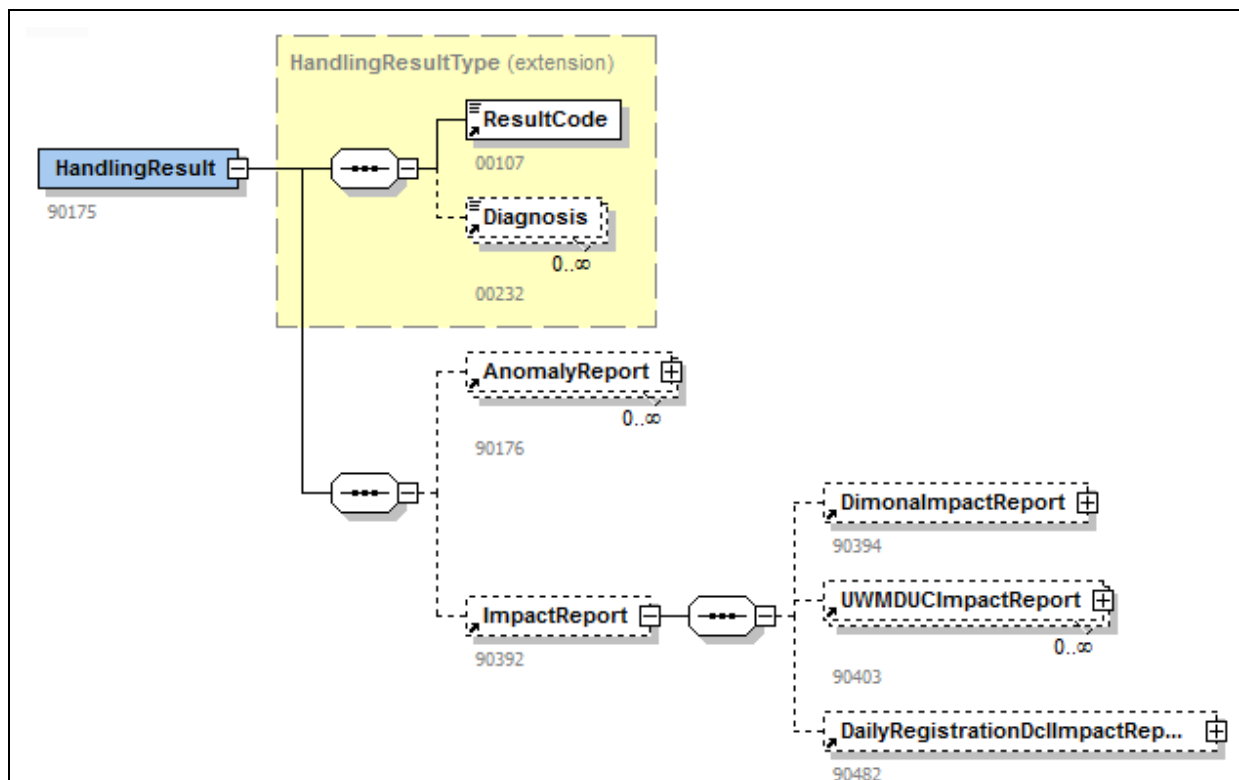 HandlingResultType (extension)
ResultCode
00107
HandlingResult
90175
Diagnosis
0..∞
00232
AnomalyReport
0..∞
90176
DimonaImpactReport
90394
UWMDUCImpactReport
0..∞
90403
ImpactReport
90392
DailyRegistrationDclImpactRep...
90482